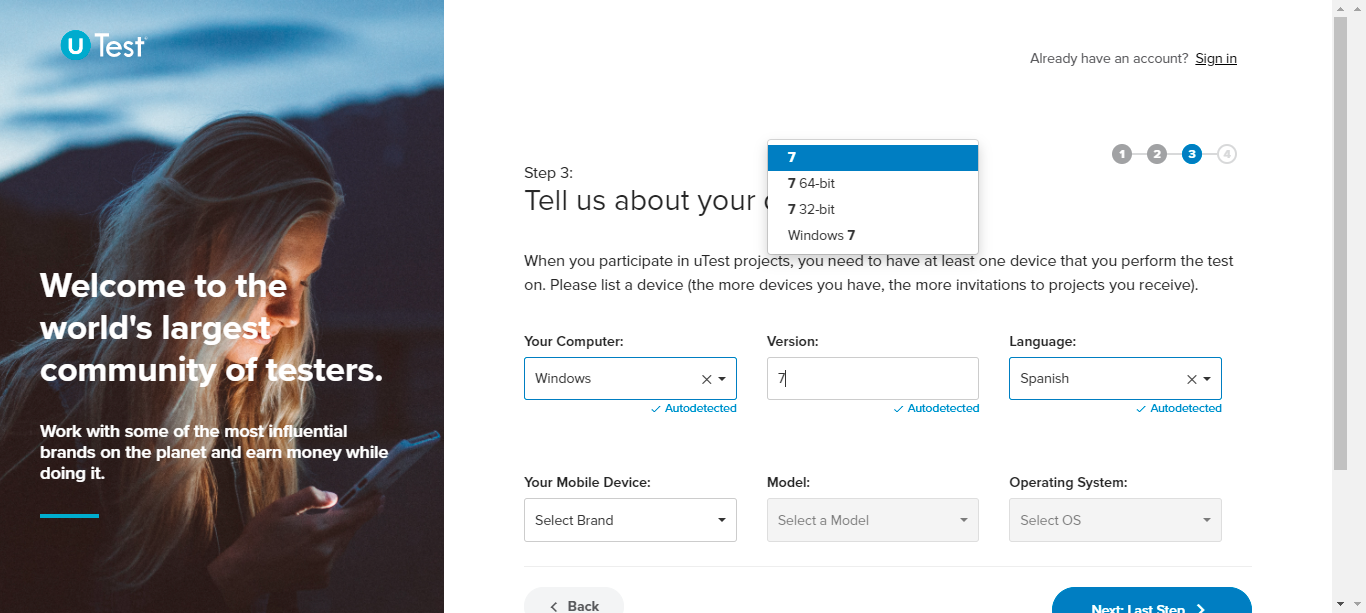 uTest
Already have an account? Sign in
1 2 3 4
7
7 64-bit
7 32-bit
Windows 7
Step 3:
Tell us about your
When you participate in uTest projects, you need to have at least one device that you perform the test
on. Please list a device (the more devices you have, the more invitations to projects you receive).
Welcome to the
world's largest
community of testers.
Work with some of the most influential
brands on the planet and earn money while
doing it.
Your Computer: Version: Language:
Windows 7 Spanish
Autodetected Autodetected Autodetected
Your Mobile Device: Model: Operating System:
Select Brand Select a Model Select OS
Back Next: Last Step